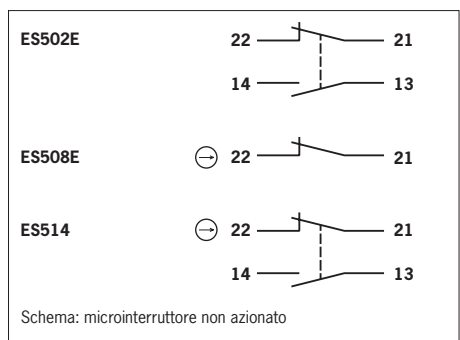 ES502E 22 21
14 13
ES508E 22 21
ES514 22 21
14 13
Schema: microinterruttore non azionato